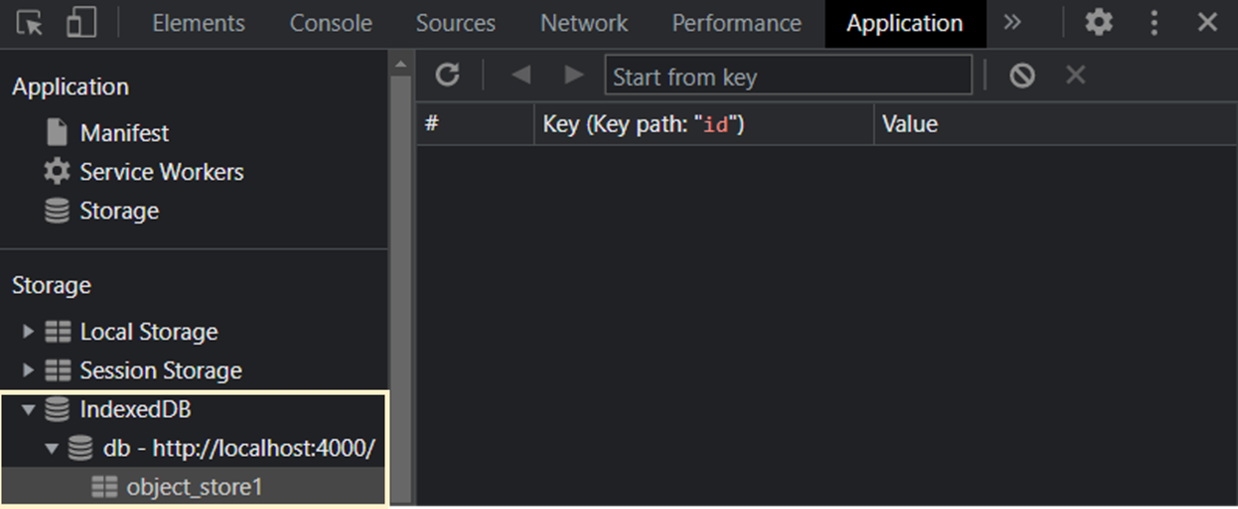 Elements Console Sources Network Performance Application »
Application
Manifest
Service Workers
Storage
Storage
Local Storage
Session Storage
IndexedDB
db - http://localhost:4000/
object_store1
Start from key
# Key (Key path: "id") Value